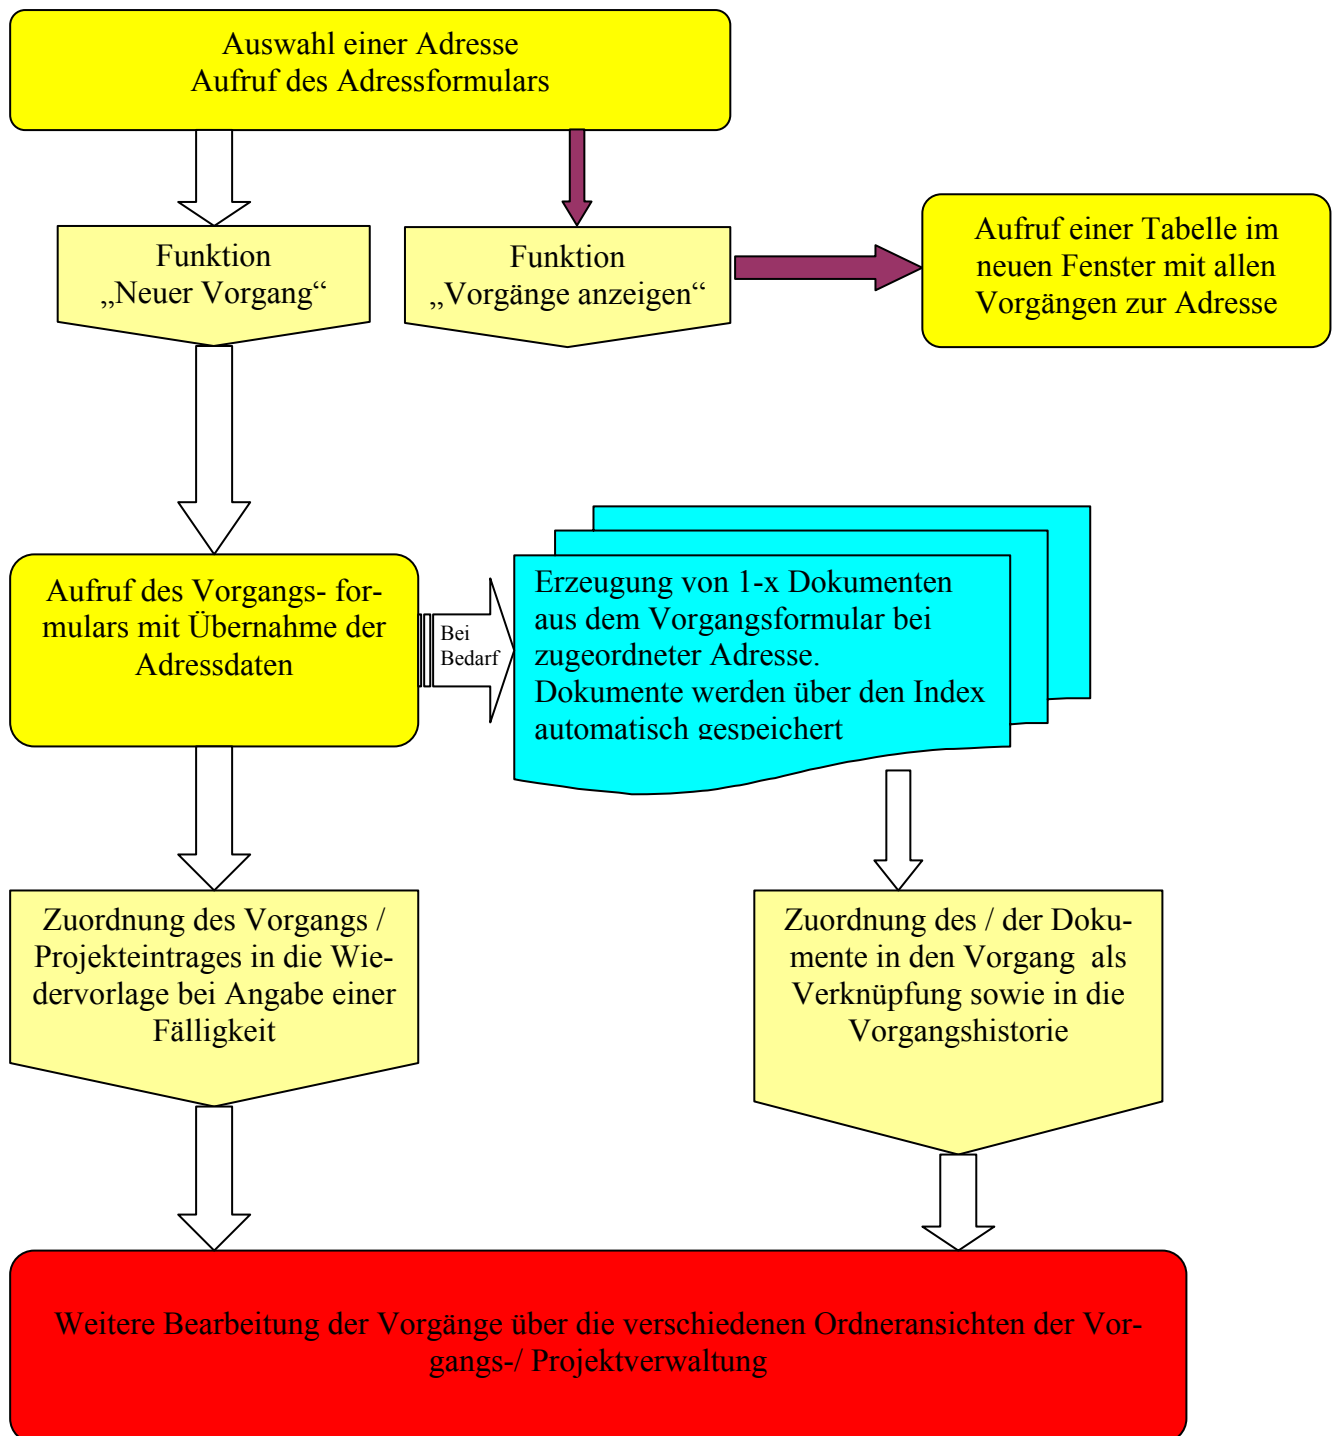 Auswahl einer Adresse
Aufruf des Adressformulars
Funktion
„Neuer Vorgang“
Funktion
„Vorgänge anzeigen“
Aufruf einer Tabelle im
neuen Fenster mit allen
Vorgängen zur Adresse
Aufruf des Vorgangs- for-
mulars mit Übernahme der
Adressdaten
Bei
Bedarf
Erzeugung von 1-x Dokumenten
aus dem Vorgangsformular bei
zugeordneter Adresse.
Dokumente werden über den Index
automatisch gespeichert
Zuordnung des Vorgangs /
Projekteintrages in die Wie-
dervorlage bei Angabe einer
Fälligkeit
Zuordnung des / der Doku-
mente in den Vorgang  als
Verknüpfung sowie in die
Vorgangshistorie
Weitere Bearbeitung der Vorgänge über die verschiedenen Ordneransichten der Vor-
gangs-/ Projektverwaltung